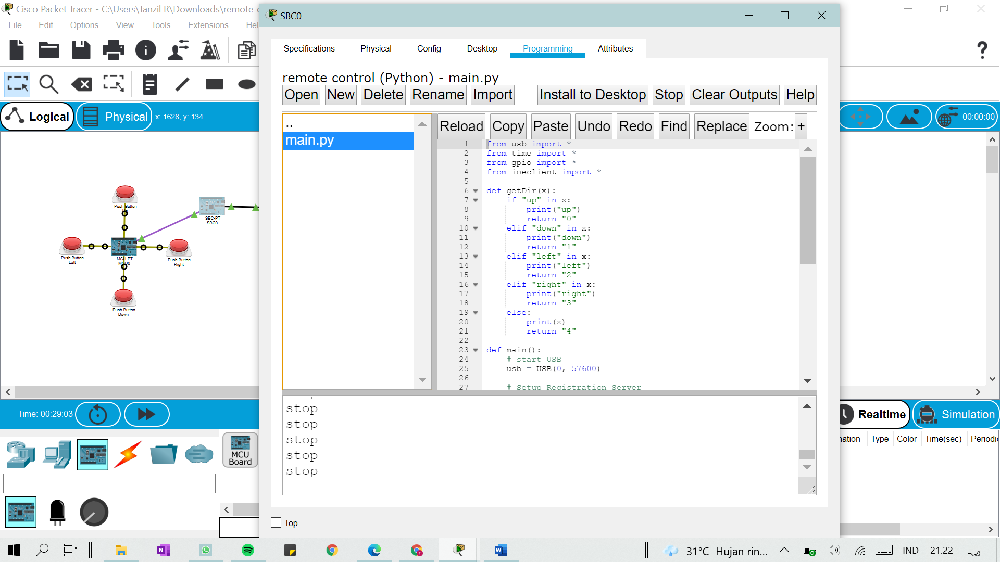 Cisco Packet Tracer - C:\Users\Tanzil R\Downloads\remote_c
File Edit Options View Tools Extensions Hel
Logical
Physical
x: 1628, y: 134
Push Button
SBC-PT
SBC0
Push Button
Left
MCU-PT
MCU0
Push Button
Right
Push Button
Down
Time: 00:29:03
MCU
Board
SBC0
Specifications Physical Config Desktop Programming Attributes
remote control (Python) - main.py
Open New Delete Rename Import Install to Desktop Stop Clear Outputs Help
..
main.py
Reload Copy Paste Undo Redo Find Replace Zoom: +
1 from usb import *
2 from time import *
3 from gpio import *
4 from ioeclient import *
5
6 def getDir(x):
7 if "up" in x:
8 print("up")
9 return "0"
10 elif "down" in x:
11 print("down")
12 return "1"
13 elif "left" in x:
14 print("left")
15 return "2"
16 elif "right" in x:
17 print("right")
18 return "3"
19 else:
20 print(x)
21 return "4"
22
23 def main():
24 # start USB
25 usb = USB(0, 57600)
26
27 # Setup Registration Server
stop
stop
stop
stop
stop
Top
00:00:00
Realtime
Simulation
nation Type Color Time(sec) Periodi
31°C Hujan rin... IND 21.22